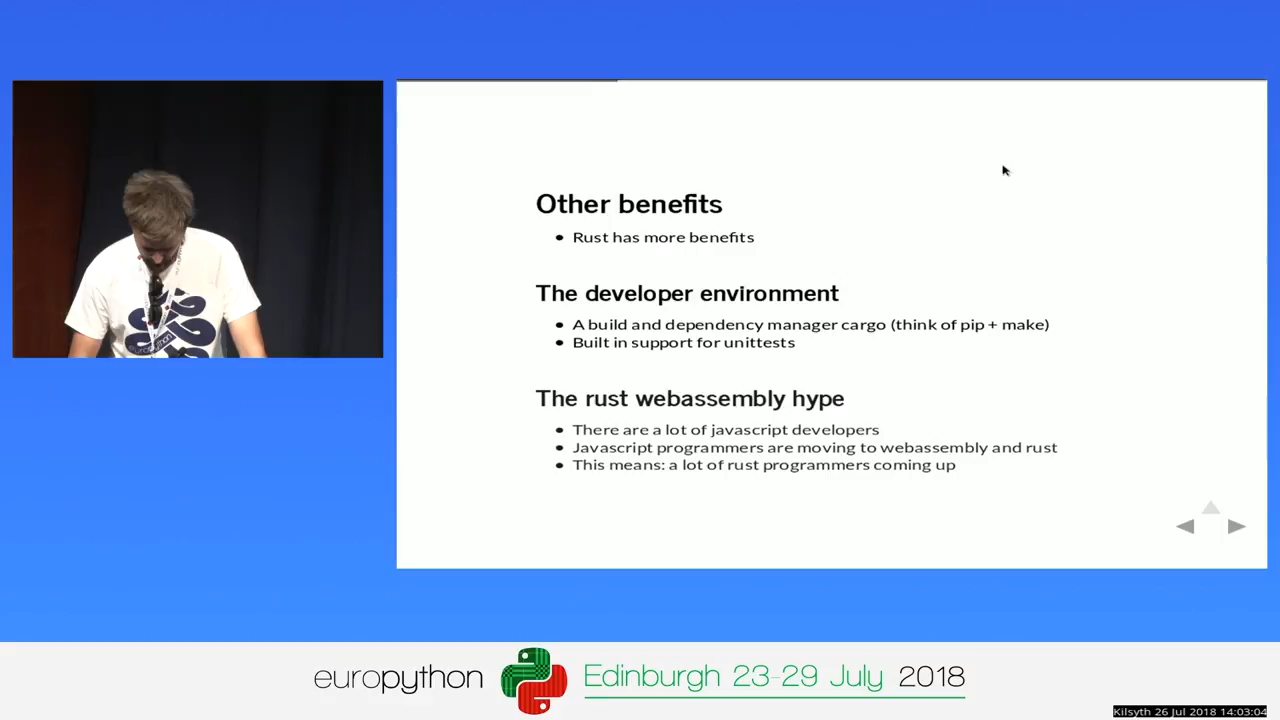 Other benefits
• Rust has more benefits
The developer environment
• A build and dependency manager cargo (think of pip + make)
• Built in support for unittests
The rust webassembly hype
• There are a lot of javascript developers
• Javascript programmers are moving to webassembly and rust
• This means: a lot of rust programmers coming up
europython
europython Edinburgh 23-29 July 2018
Kilsyth 26 Jul 2018 14:03:04